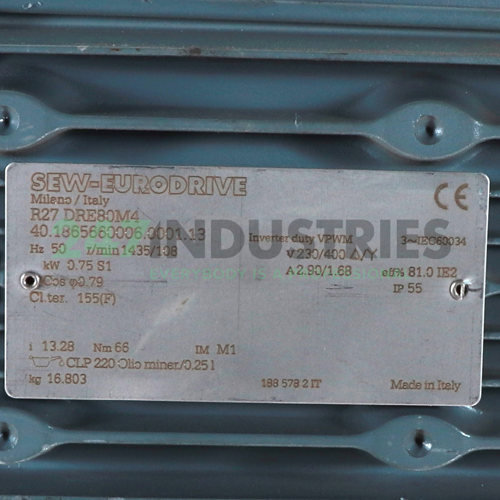 SEW-EURODRIVE
Mileno / Italy
R27 DRE80M4
40.1865660006.0001.13
Inverter duty VPWM
3~IEC60034
Hz 50 r/min 1435/108
V 230/400 Δ/Y
kW 0.75 S1
A 2.90/1.68
eff% 81.0 IE2
Cos φ0.79
IP 55
Cl.ter. 155(F)
i 13.28 Nm 66 IM M1
CLP 220 Olio miner./0.25 l
kg 16.803
188 578 2 IT
Made in Italy
CE
INDUSTRIES